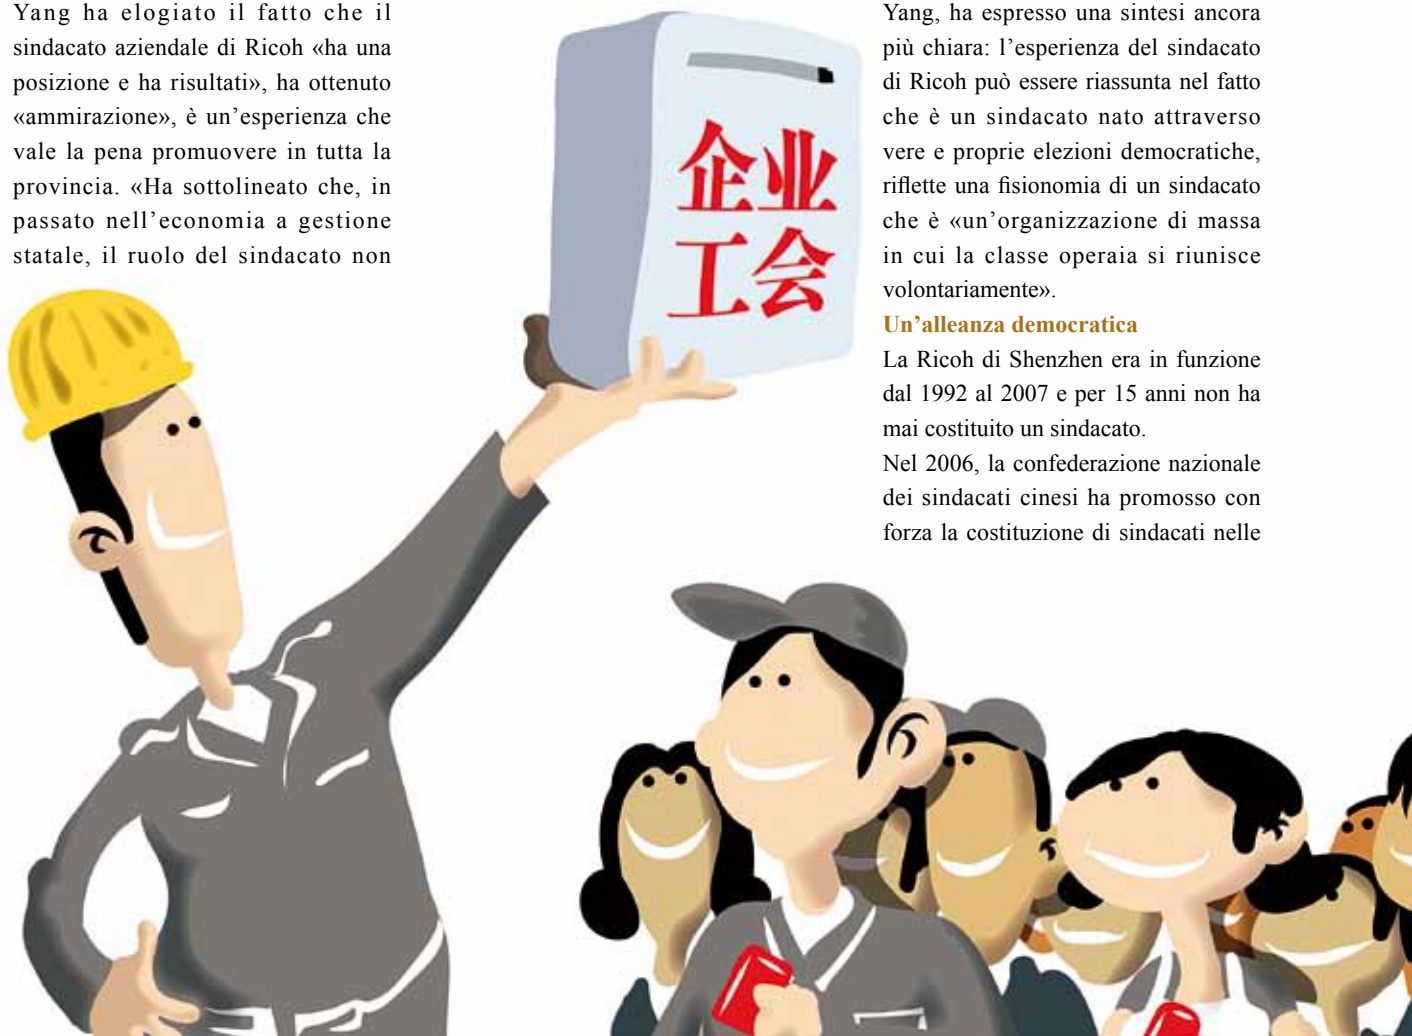 Yang ha elogiato il fatto che il
sindacato aziendale di Ricoh «ha una
posizione e ha risultati», ha ottenuto
«ammirazione», è un’esperienza che
vale la pena promuovere in tutta la
provincia. «Ha sottolineato che, in
passato nell’economia a gestione
statale, il ruolo del sindacato non
企业
工会
Yang, ha espresso una sintesi ancora
più chiara: l’esperienza del sindacato
di Ricoh può essere riassunta nel fatto
che è un sindacato nato attraverso
vere e proprie elezioni democratiche,
riflette una fisionomia di un sindacato
che è «un’organizzazione di massa
in cui la classe operaia si riunisce
volontariamente».
Un’alleanza democratica
La Ricoh di Shenzhen era in funzione
dal 1992 al 2007 e per 15 anni non ha
mai costituito un sindacato.
Nel 2006, la confederazione nazionale
dei sindacati cinesi ha promosso con
forza la costituzione di sindacati nelle